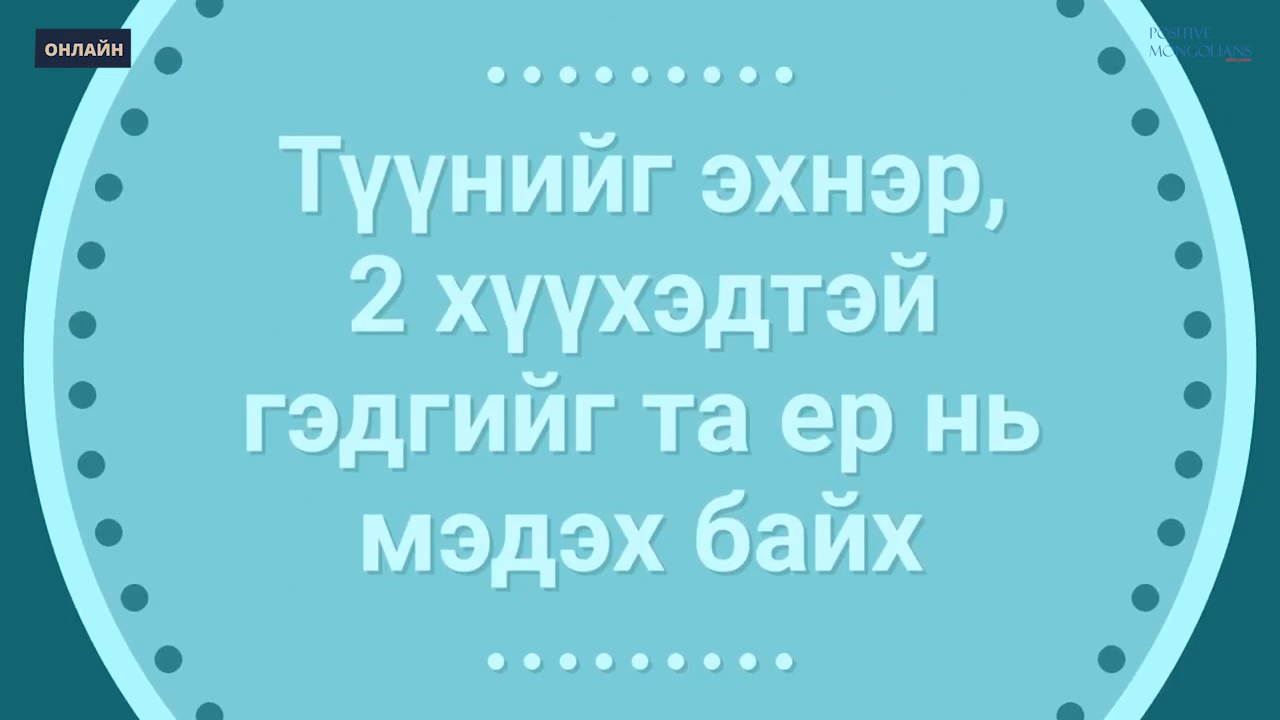 ОНЛАЙН
POSITIVE
MONGOLIANS
Түүнийг эхнэр,
2 хүүхэдтэй
гэдгийг та ер нь
мэдэх байх